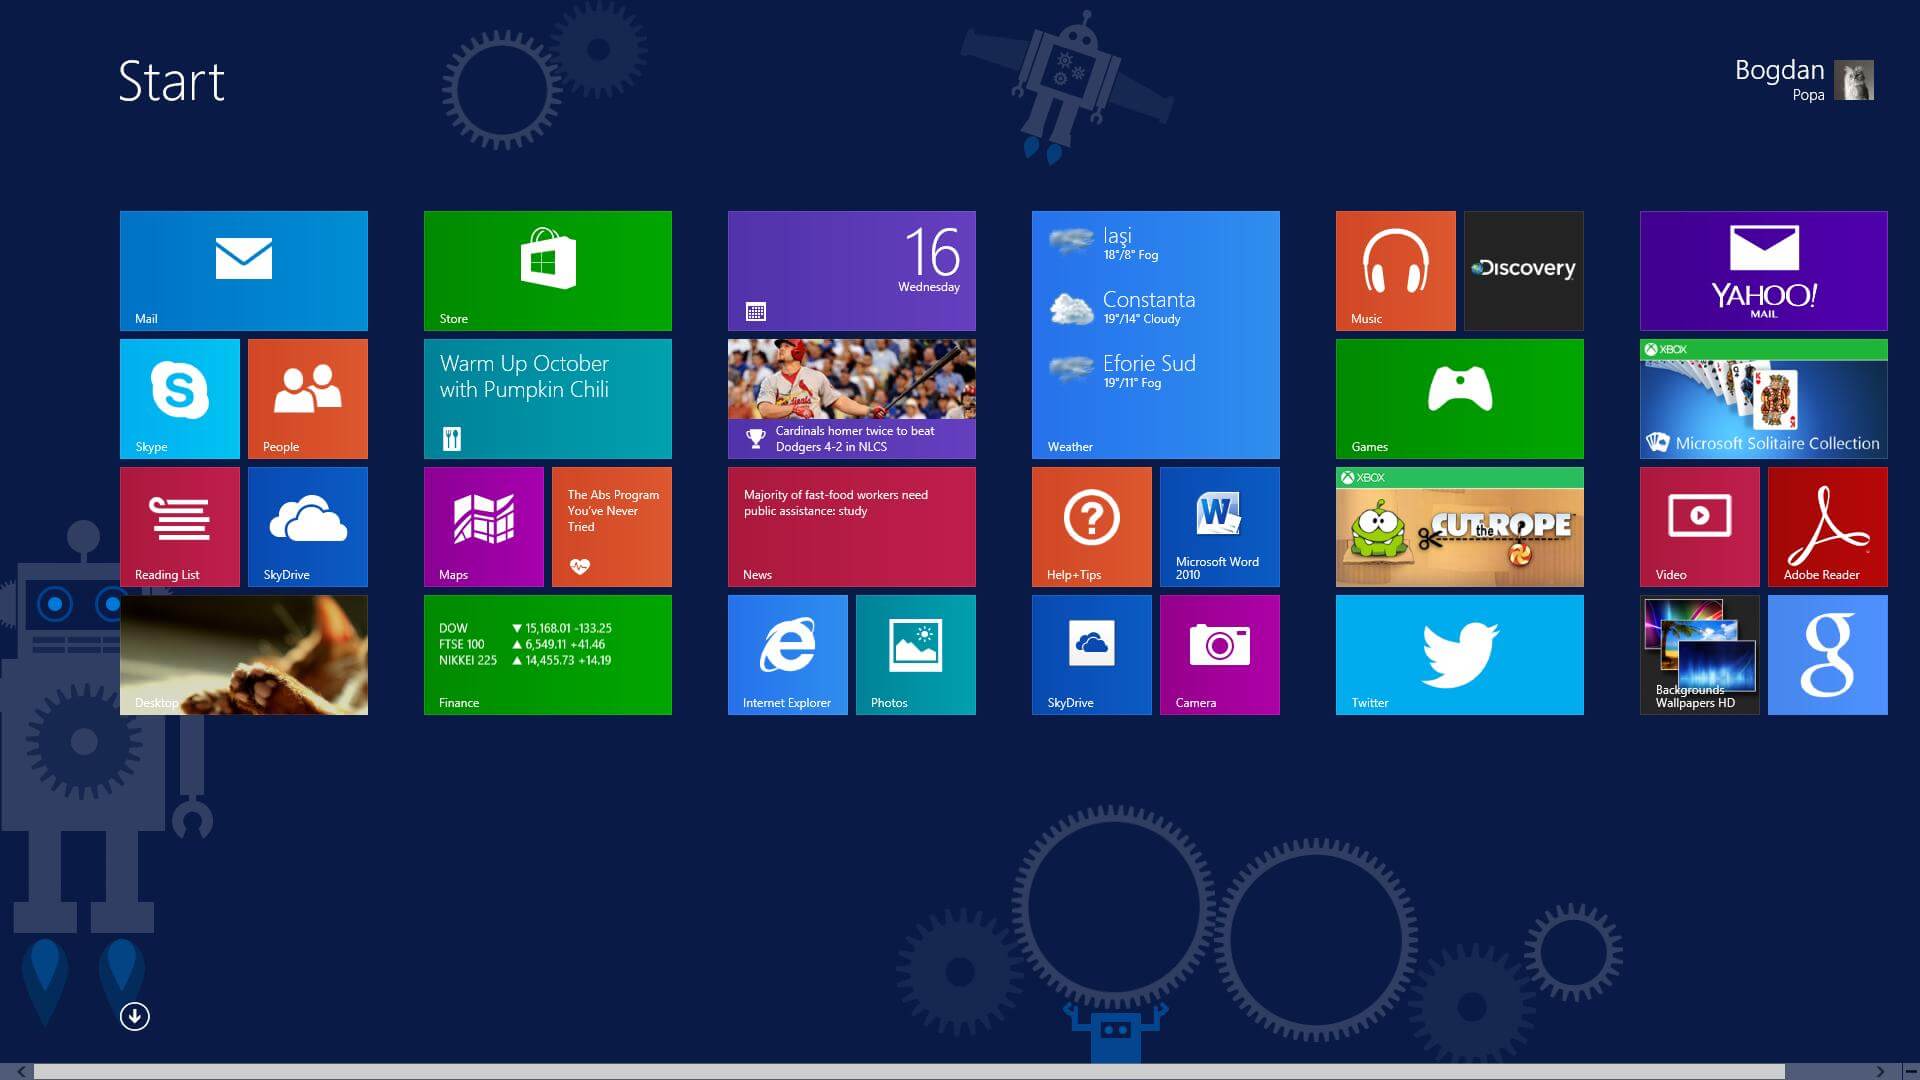 Start
Bogdan
Popa
Mail
Skype
People
Reading List
SkyDrive
Desktop
Store
Warm Up October
with Pumpkin Chili
Maps
The Abs Program
You've Never
Tried
DOW ▼ 15,168.01 -133.25
FTSE 100 ▲ 6,549.11 +41.46
NIKKEI 225 ▲ 14,455.73 +14.19
Finance
16
Wednesday
Cardinals homer twice to beat
Dodgers 4-2 in NLCS
Majority of fast-food workers need
public assistance: study
News
Internet Explorer
Photos
Iaşi
18°/8° Fog
Constanta
19°/14° Cloudy
Eforie Sud
19°/11° Fog
Weather
Help+Tips
Microsoft Word
2010
SkyDrive
Camera
Music
Discovery
Games
XBOX
CUT the ROPE
Twitter
YAHOO!
MAIL
XBOX
Microsoft Solitaire Collection
Video
Adobe Reader
Backgrounds
Wallpapers HD
g